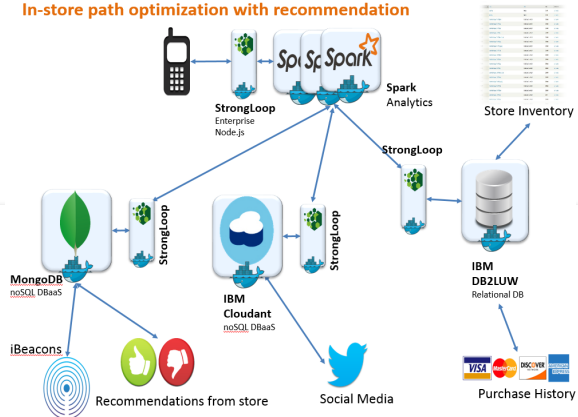 In-store path optimization with recommendation
Spark
Spark
Analytics
StrongLoop
Enterprise
Node.js
Store Inventory
StrongLoop
StrongLoop
StrongLoop
MongoDB
noSQL DBaaS
IBM
Cloudant
noSQL DBaaS
IBM
DB2LUW
Relational DB
iBeacons
Recommendations from store
Social Media
VISA
MasterCard
DISCOVER
AMERICAN EXPRESS
Purchase History